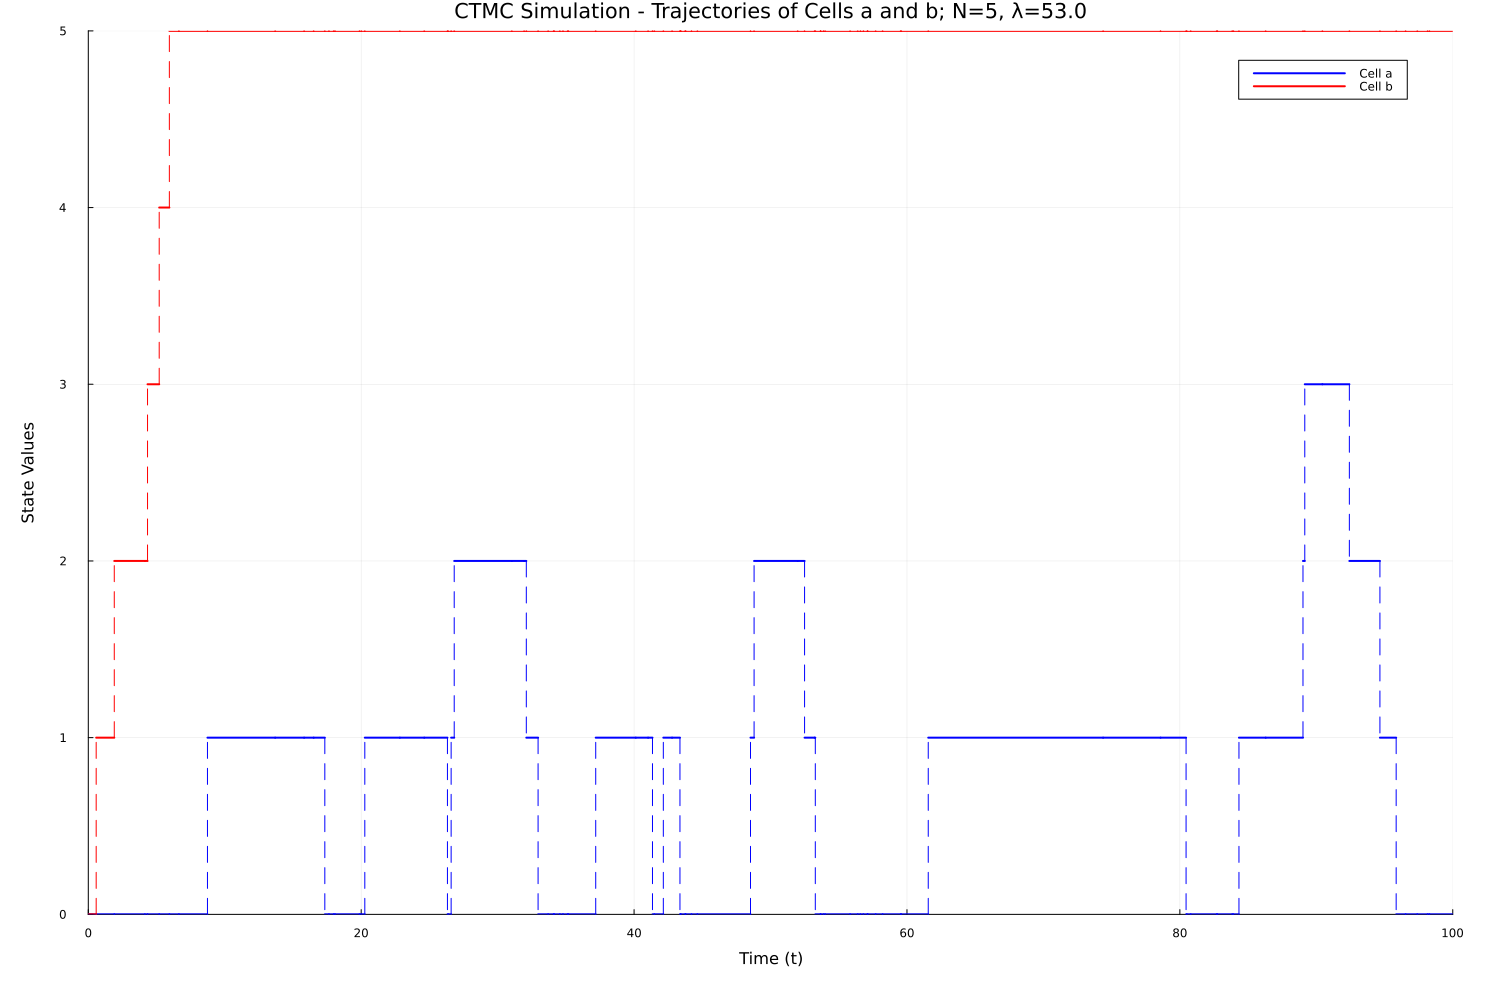 CTMC Simulation - Trajectories of Cells a and b; N=5, λ=53.0
5
Cell a
Cell b
4
3
State Values
2
1
0
0 20 40 60 80 100
Time (t)